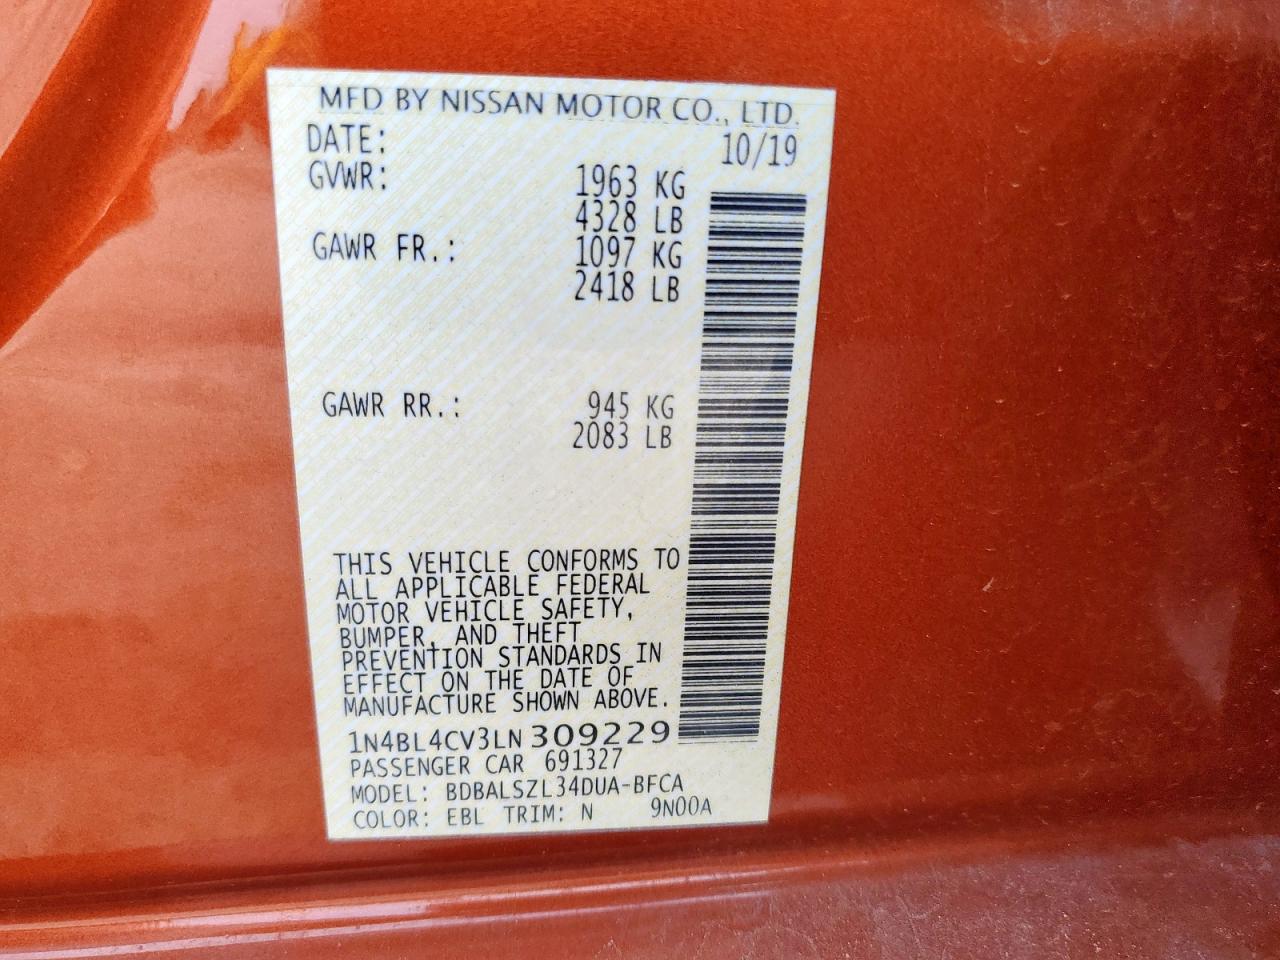 MFD BY NISSAN MOTOR CO., LTD.
DATE: 10/19
GVWR: 1963 KG
4328 LB
GAWR FR.: 1097 KG
2418 LB
GAWR RR.: 945 KG
2083 LB
THIS VEHICLE CONFORMS TO
ALL APPLICABLE FEDERAL
MOTOR VEHICLE SAFETY,
BUMPER, AND THEFT
PREVENTION STANDARDS IN
EFFECT ON THE DATE OF
MANUFACTURE SHOWN ABOVE.
1N4BL4CV3LN309229
PASSENGER CAR 691327
MODEL: BDBALSZL34DUA-BFCA
COLOR: EBL TRIM: N 9N00A